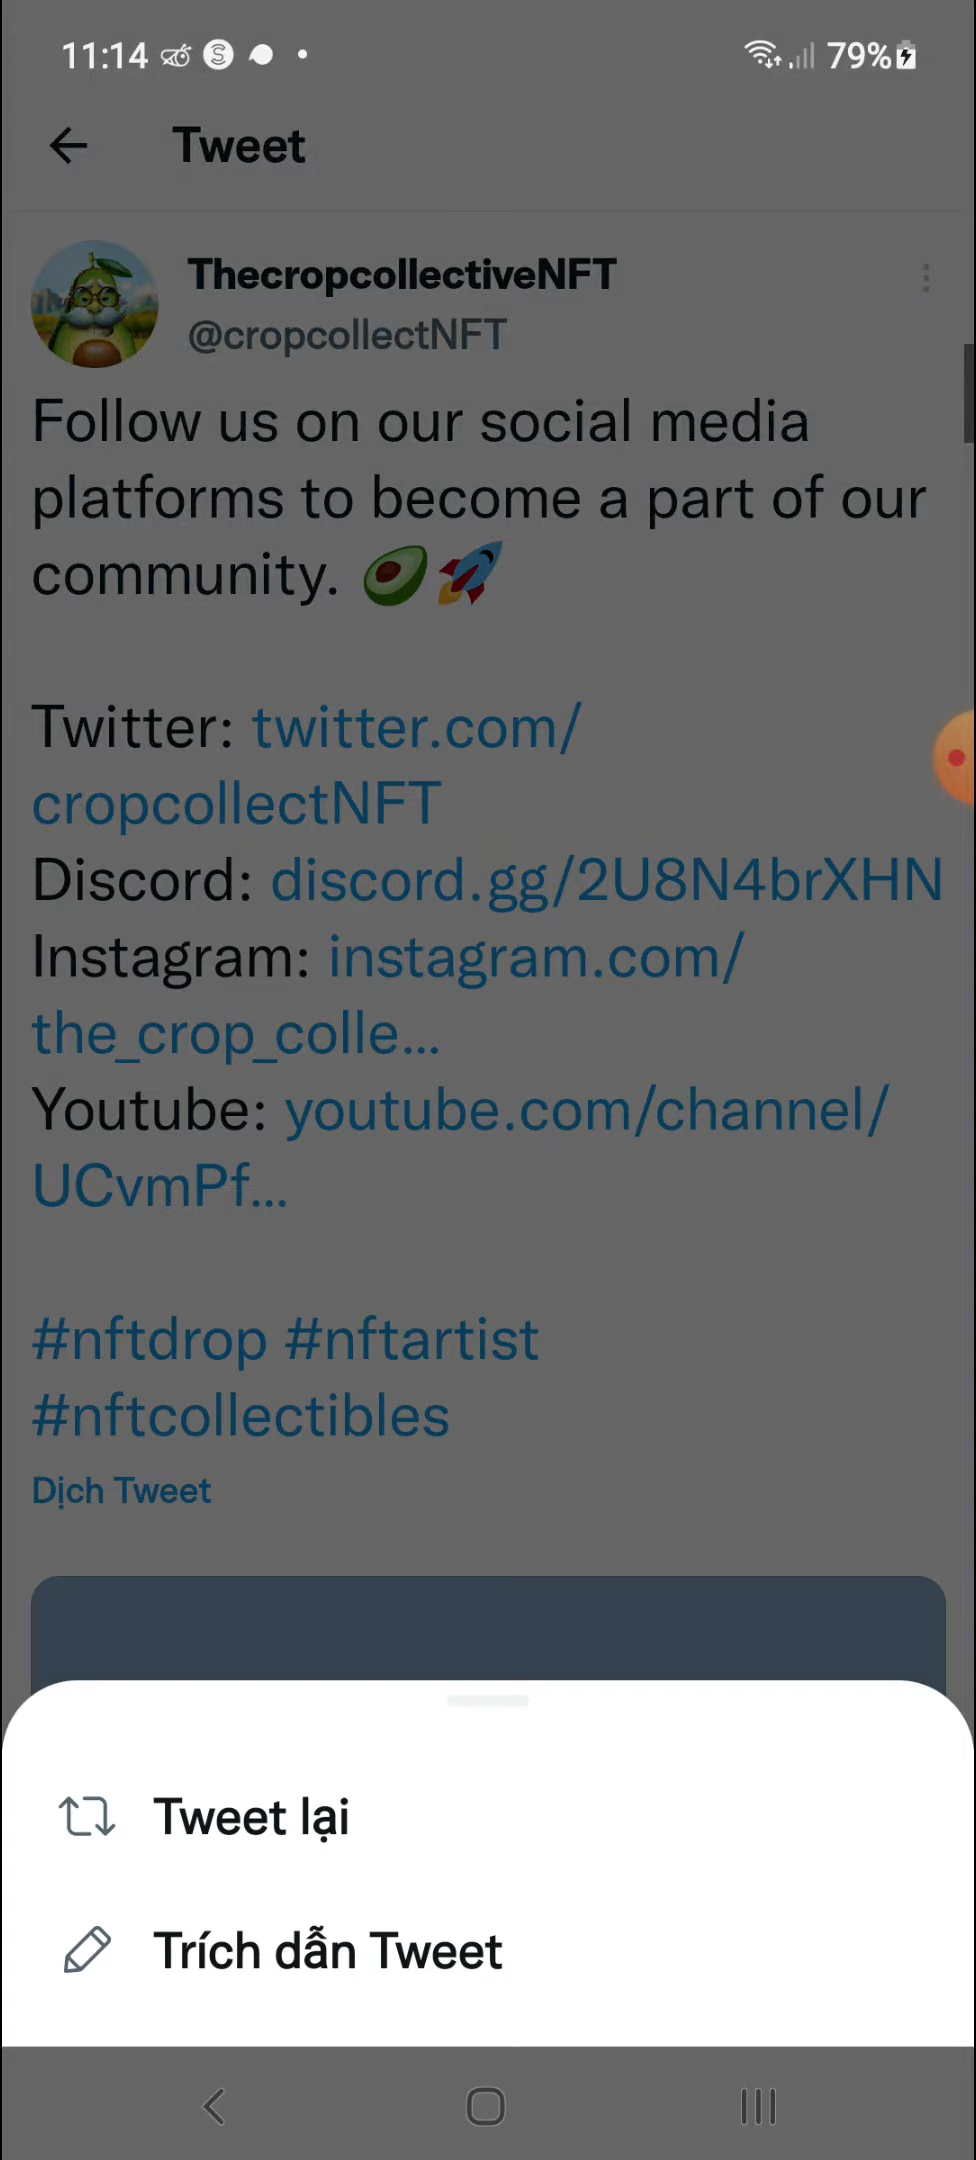 11:14 79%
Tweet
ThecropcollectiveNFT
@cropcollectNFT
Follow us on our social media
platforms to become a part of our
community. 🥑🚀
Twitter: twitter.com/
cropcollectNFT
Discord: discord.gg/2U8N4brXHN
Instagram: instagram.com/
the_crop_colle...
Youtube: youtube.com/channel/
UCvmPf...
#nftdrop #nftartist
#nftcollectibles
Dịch Tweet
Tweet lại
Trích dẫn Tweet